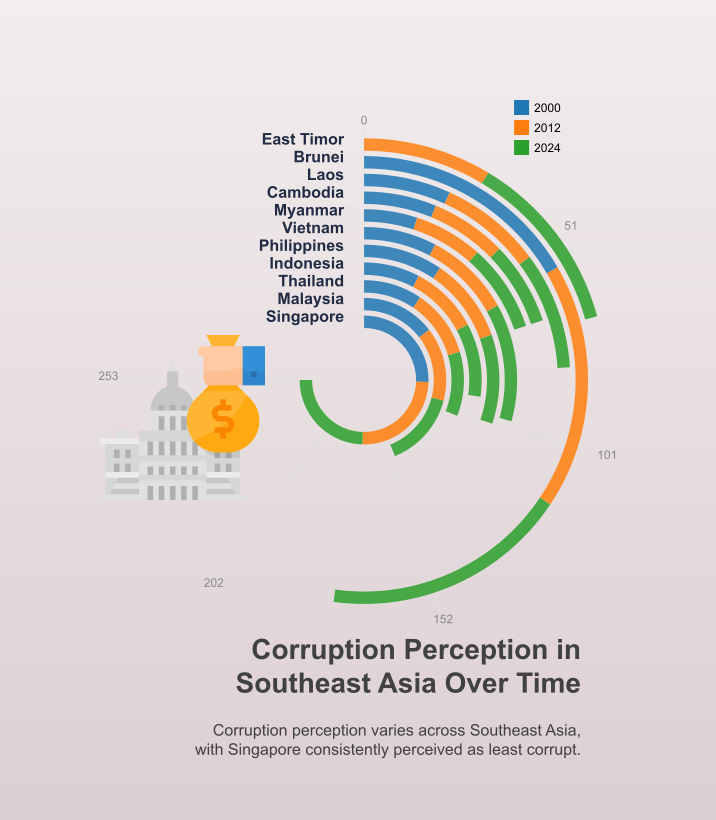 0
2000
2012
2024
East Timor
Brunei
Laos
Cambodia
Myanmar
Vietnam
Philippines
Indonesia
Thailand
Malaysia
Singapore
51
101
152
202
253
$
Corruption Perception in
Southeast Asia Over Time
Corruption perception varies across Southeast Asia,
with Singapore consistently perceived as least corrupt.